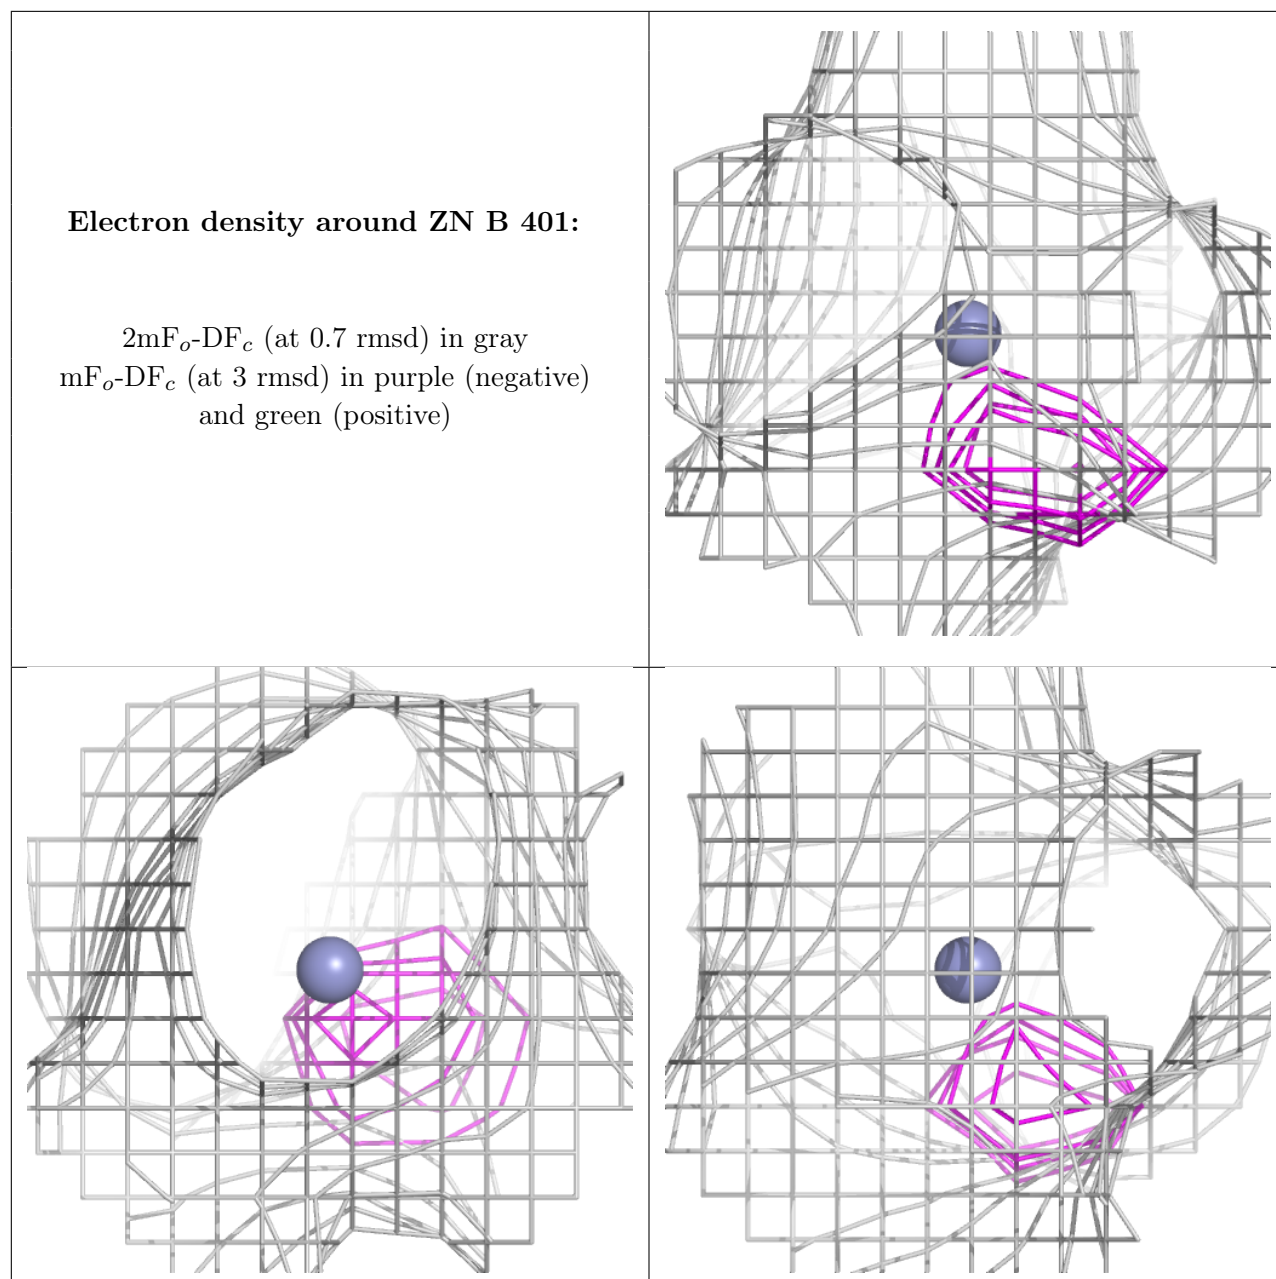 Electron density around ZN B 401:
2mFo-DFc (at 0.7 rmsd) in gray
mFo-DFc (at 3 rmsd) in purple (negative)
and green (positive)